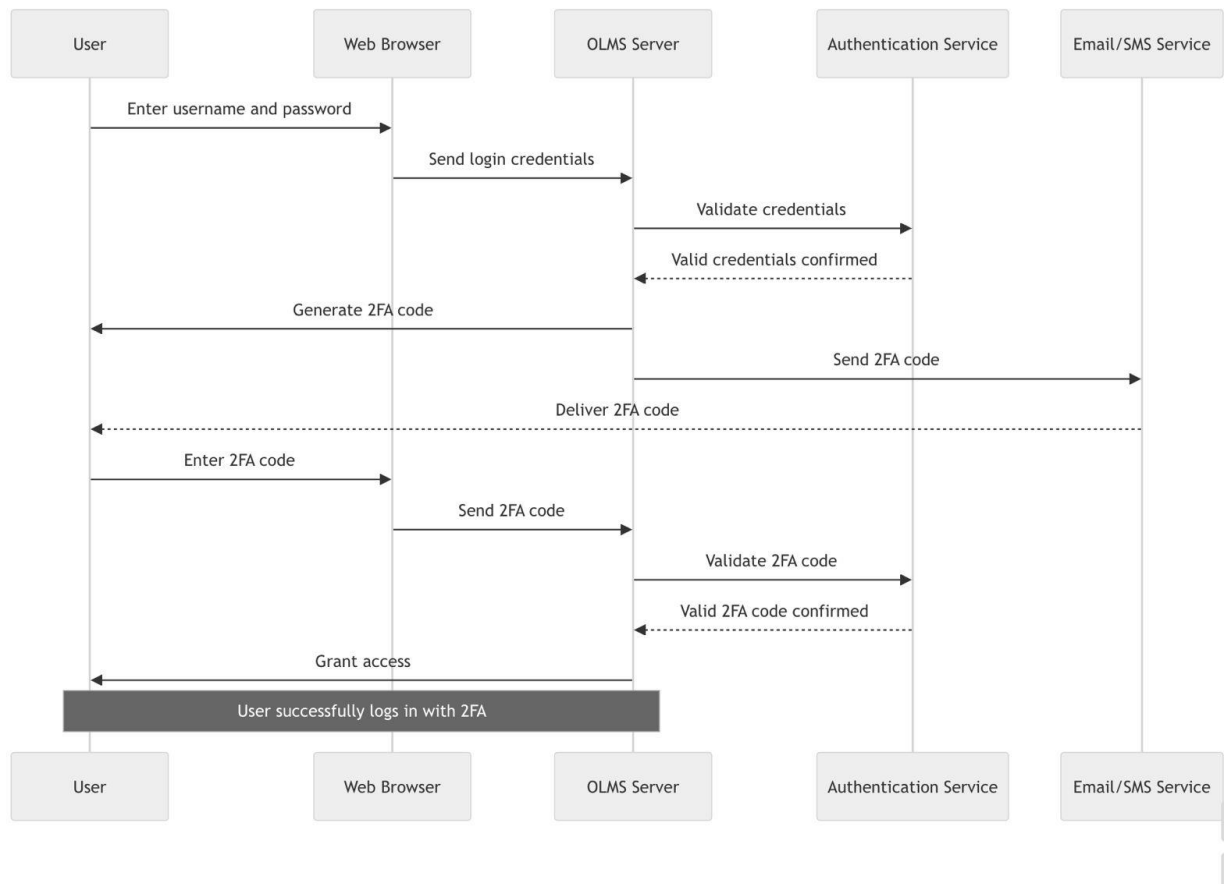 User
Web Browser
OLMS Server
Authentication Service
Email/SMS Service
Enter username and password
Send login credentials
Validate credentials
Valid credentials confirmed
Generate 2FA code
Send 2FA code
Deliver 2FA code
Enter 2FA code
Send 2FA code
Validate 2FA code
Valid 2FA code confirmed
Grant access
User successfully logs in with 2FA
User
Web Browser
OLMS Server
Authentication Service
Email/SMS Service